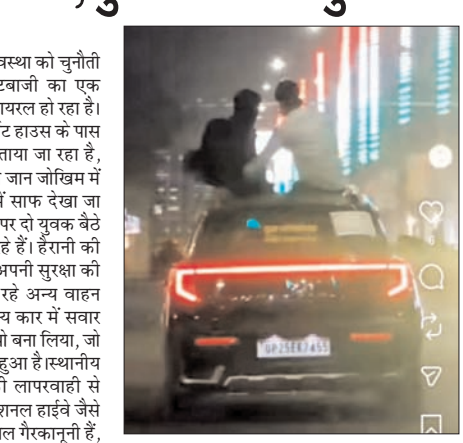 वस्था को चुनौती
टबाजी का एक
ायरल हो रहा है।
ंट हाउस के पास
ताया जा रहा है,
जान जोखिम में
में साफ देखा जा
पर दो युवक बैठे
रहे हैं। हैरानी की
अपनी सुरक्षा की
रहे अन्य वाहन
न्य कार में सवार
यो बना लिया, जो
हुआ है।स्थानीय
ी लापरवाही से
शनल हाईवे जैसे
ल गैरकानूनी हैं,